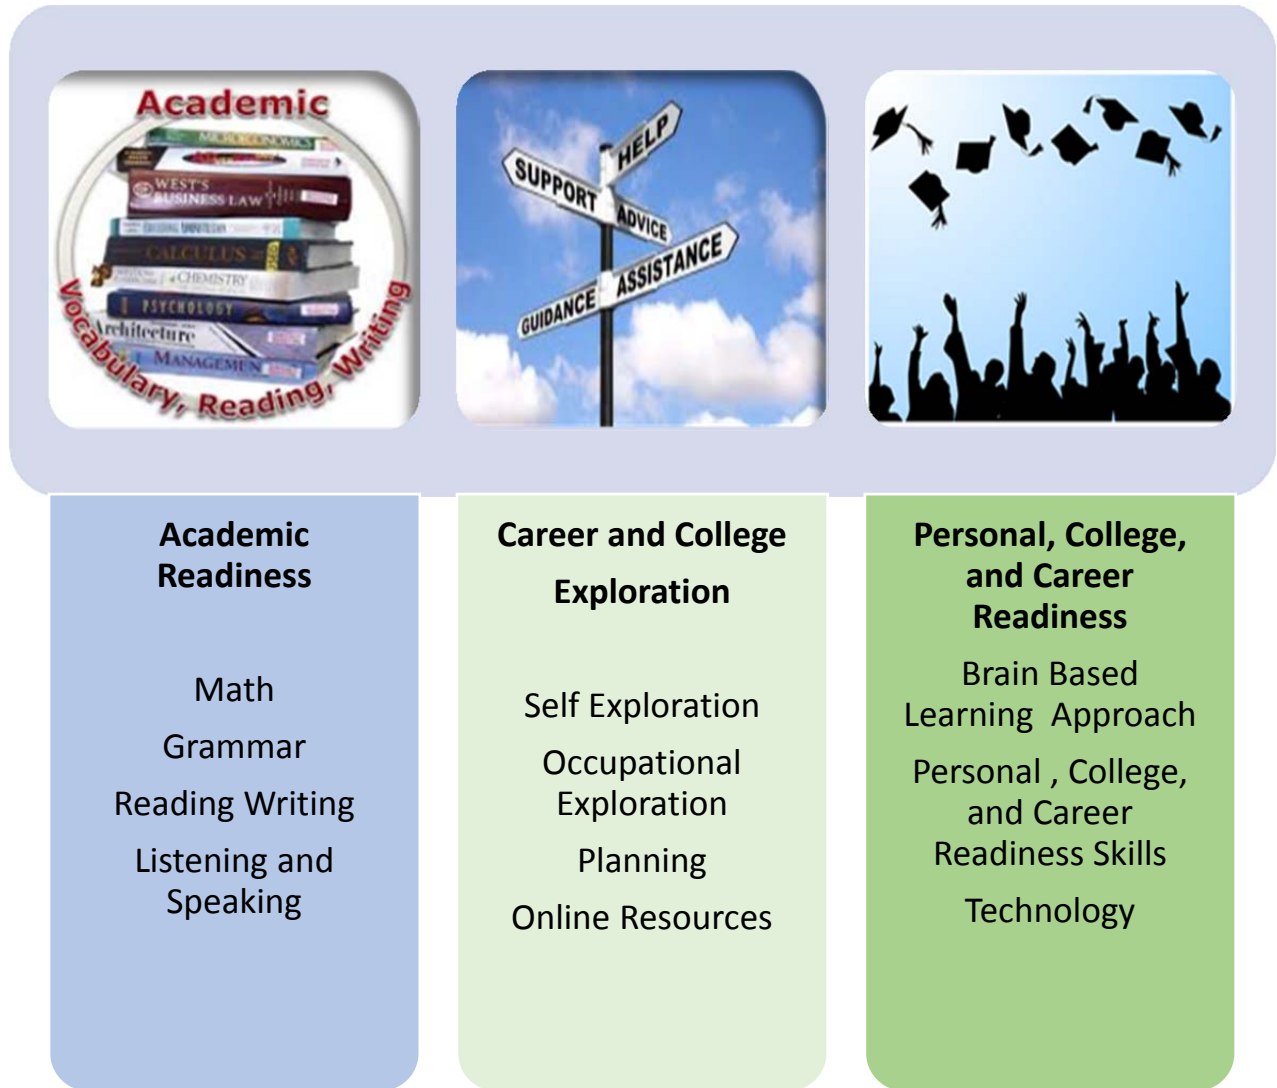 Academic
MICROECONOMICS
WEST'S
BUSINESS LAW
CALCULUS
USED
CHEMISTRY
PSYCHOLOGY
Architecture
MANAGEMEN
Vocabulary, Reading, Writing
HELP
SUPPORT
ADVICE
ASSISTANCE
GUIDANCE
Academic
Readiness
Math
Grammar
Reading Writing
Listening and
Speaking
Career and College
Exploration
Self Exploration
Occupational
Exploration
Planning
Online Resources
Personal, College,
and Career
Readiness
Brain Based
Learning Approach
Personal , College,
and Career
Readiness Skills
Technology